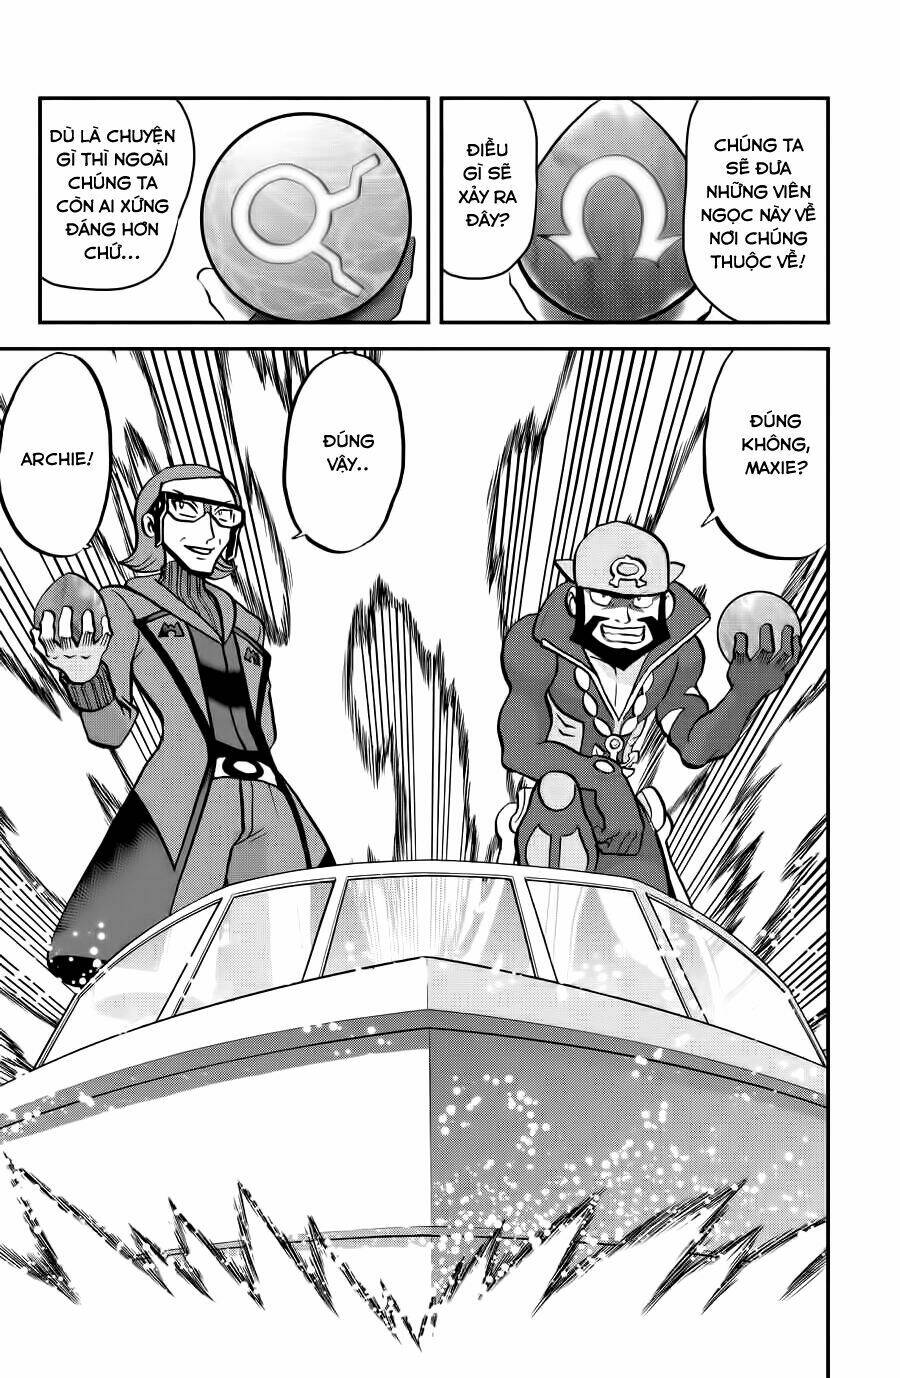 CHÚNG TA
SẼ ĐƯA
NHỮNG VIÊN
NGỌC NÀY VỀ
NƠI CHÚNG
THUỘC VỀ!
ĐIỀU
GÌ SẼ
XẢY RA
ĐÂY?
DÙ LÀ CHUYỆN
GÌ THÌ NGOÀI
CHÚNG TA
CÒN AI XỨNG
ĐÁNG HƠN
CHỨ...
ĐÚNG
KHÔNG,
MAXIE?
ĐÚNG
VẬY..
ARCHIE!